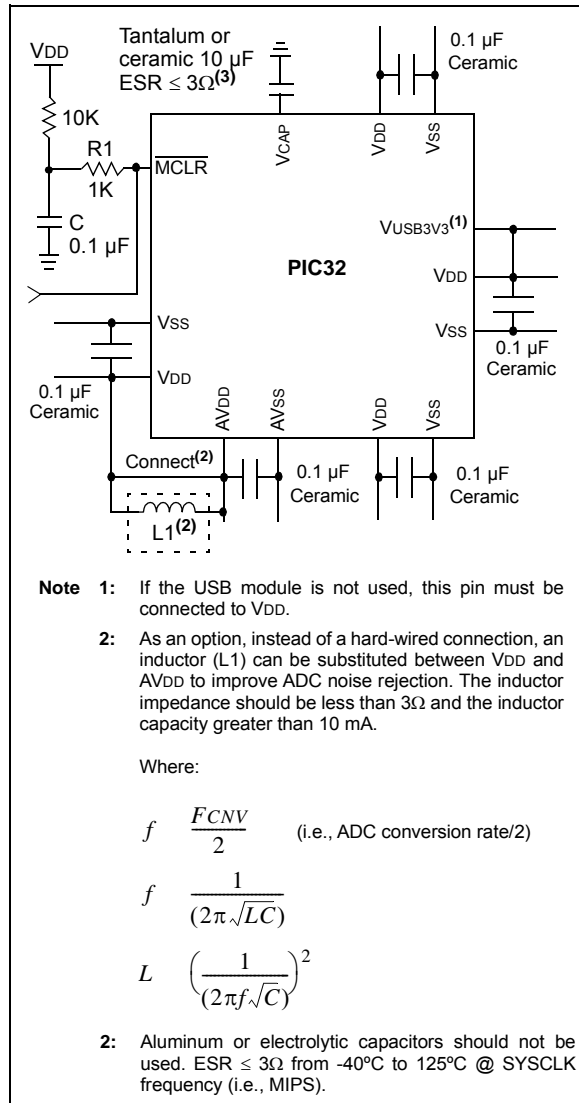 VDD
Tantalum or
ceramic 10 µF
ESR ≤ 3Ω(3)
0.1 µF
Ceramic
10K
R1
1K
MCLR
C
0.1 µF
VCAP
VDD
VSS
VUSB3V3(1)
VDD
VSS
PIC32
0.1 µF
Ceramic
VSS
VDD
0.1 µF
Ceramic
AVDD
AVSS
VDD
VSS
Connect(2)
L1(2)
0.1 µF
Ceramic
0.1 µF
Ceramic
Note 1: If the USB module is not used, this pin must be
connected to VDD.
2: As an option, instead of a hard-wired connection, an
inductor (L1) can be substituted between VDD and
AVDD to improve ADC noise rejection. The inductor
impedance should be less than 3Ω and the inductor
capacity greater than 10 mA.
Where:
f FCNV/2 (i.e., ADC conversion rate/2)
f 1/(2π√LC)
L (1/(2πf√C))²
2: Aluminum or electrolytic capacitors should not be
used. ESR ≤ 3Ω from -40ºC to 125ºC @ SYSCLK
frequency (i.e., MIPS).